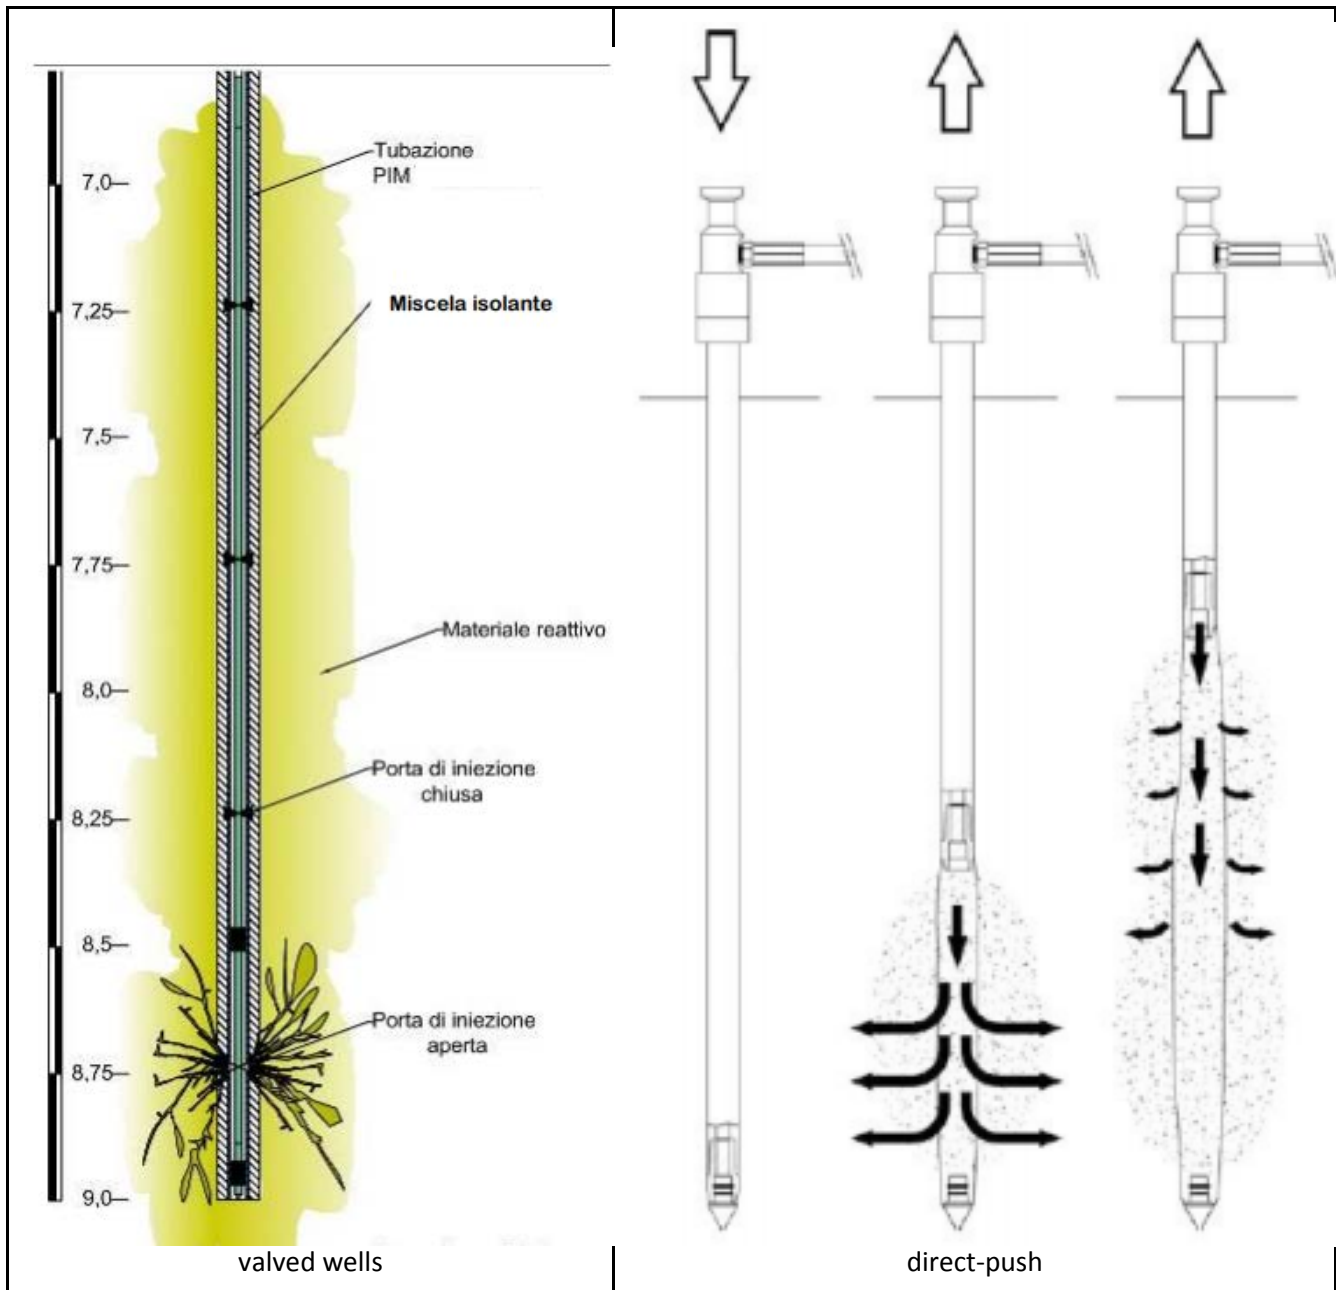 Tubazione
PIM
7,0
Miscela isolante
7,25
7,5
7,75
Materiale reattivo
8,0
Porta di iniezione
chiusa
8,25
8,5
Porta di iniezione
aperta
8,75
9,0
valved wells
direct-push